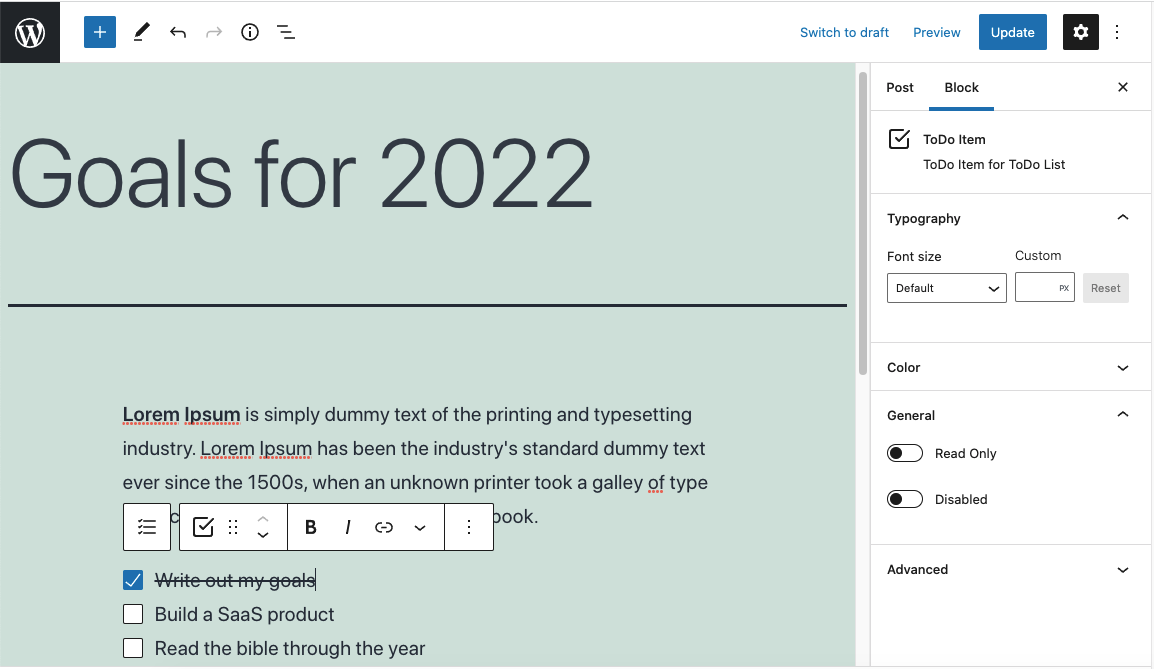 Switch to draft Preview Update
Post Block
ToDo Item
ToDo Item for ToDo List
Typography
Font size Custom
Default PX Reset
Color
General
Read Only
Disabled
Advanced
Goals for 2022
Lorem Ipsum is simply dummy text of the printing and typesetting
industry. Lorem Ipsum has been the industry's standard dummy text
ever since the 1500s, when an unknown printer took a galley of type
book.
B I
Write out my goals
Build a SaaS product
Read the bible through the year